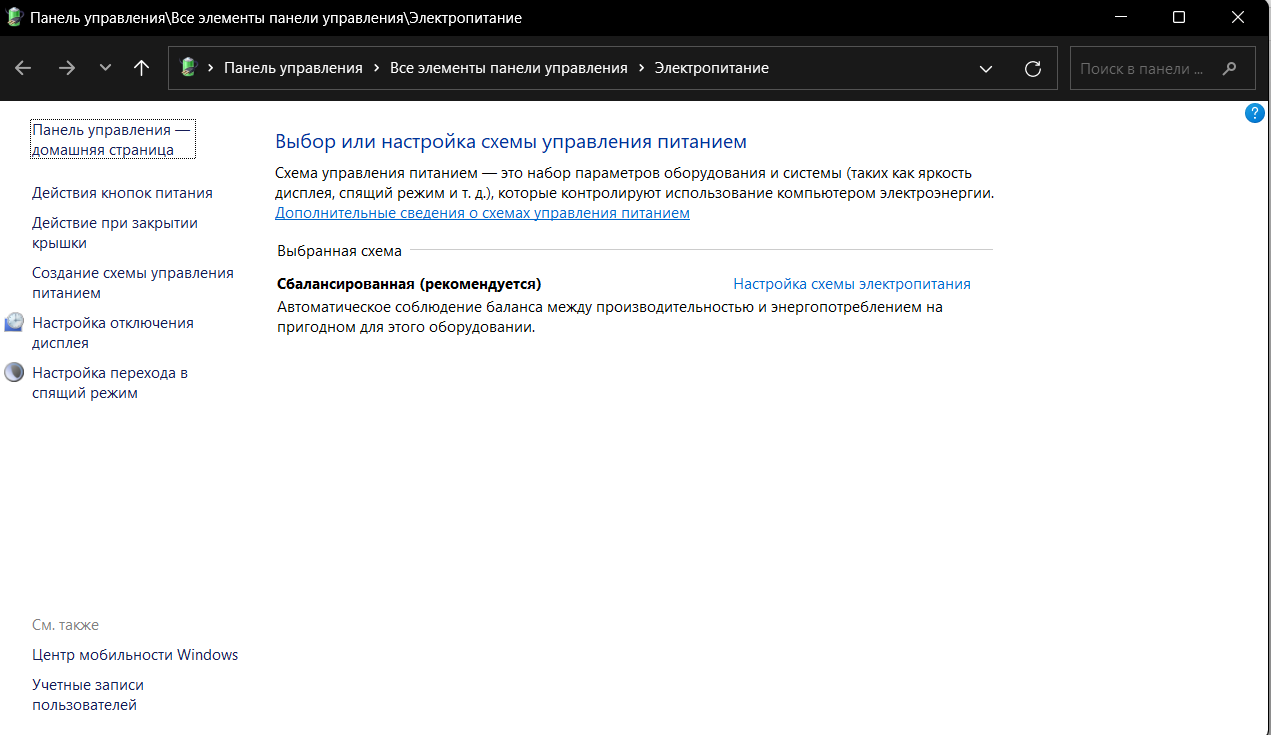 Панель управления\Все элементы панели управления\Электропитание
Панель управления
Все элементы панели управления
Электропитание
Поиск в панели ...
?
Панель управления —
домашняя страница
Действия кнопок питания
Действие при закрытии
крышки
Создание схемы управления
питанием
Настройка отключения
дисплея
Настройка перехода в
спящий режим
Выбор или настройка схемы управления питанием
Схема управления питанием — это набор параметров оборудования и системы (таких как яркость
дисплея, спящий режим и т. д.), которые контролируют использование компьютером электроэнергии.
Дополнительные сведения о схемах управления питанием
Выбранная схема
Сбалансированная (рекомендуется)
Настройка схемы электропитания
Автоматическое соблюдение баланса между производительностью и энергопотреблением на
пригодном для этого оборудовании.
См. также
Центр мобильности Windows
Учетные записи
пользователей